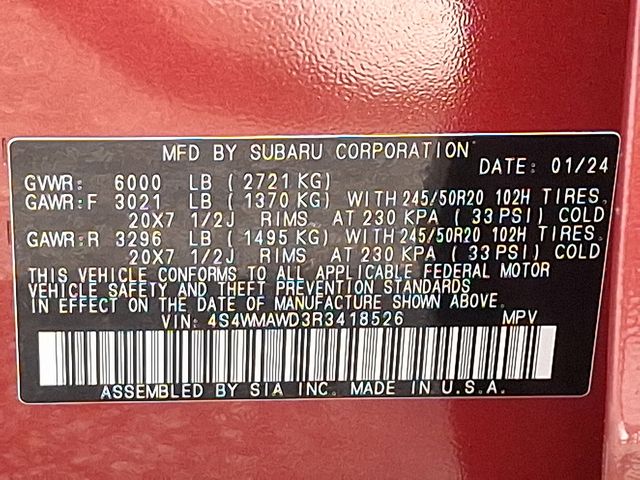 MFD BY SUBARU CORPORATION DATE: 01/24
GVWR: 6000 LB (2721 KG)
GAWR:F 3021 LB (1370 KG) WITH 245/50R20 102H TIRES,
20X7 1/2J RIMS, AT 230 KPA (33 PSI) COLD
GAWR:R 3296 LB (1495 KG) WITH 245/50R20 102H TIRES,
20X7 1/2J RIMS, AT 230 KPA (33 PSI) COLD
THIS VEHICLE CONFORMS TO ALL APPLICABLE FEDERAL MOTOR
VEHICLE SAFETY AND THEFT PREVENTION STANDARDS
IN EFFECT ON THE DATE OF MANUFACTURE SHOWN ABOVE.
VIN: 4S4WMAWD3R3418526 MPV
ASSEMBLED BY SIA INC. MADE IN U.S.A.